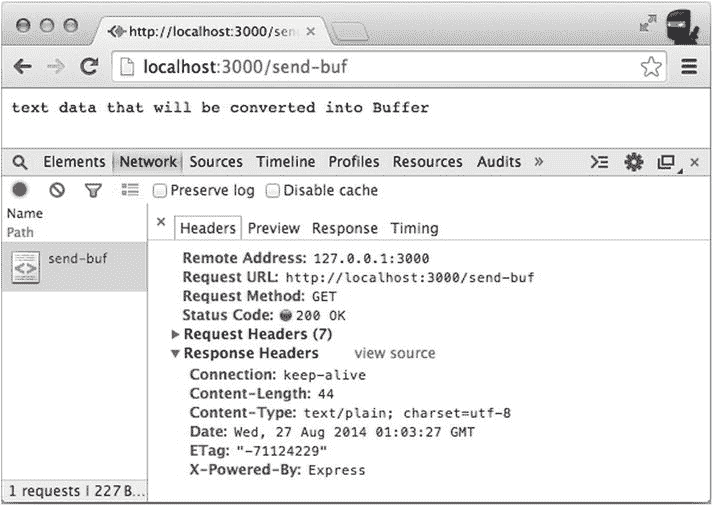 http://localhost:3000/sen
localhost:3000/send-buf
text data that will be converted into Buffer
Elements Network Sources Timeline Profiles Resources Audits »
Preserve log Disable cache
Name
Path
Headers Preview Response Timing
send-buf
Remote Address: 127.0.0.1:3000
Request URL: http://localhost:3000/send-buf
Request Method: GET
Status Code: 200 OK
Request Headers (7)
Response Headers view source
Connection: keep-alive
Content-Length: 44
Content-Type: text/plain; charset=utf-8
Date: Wed, 27 Aug 2014 01:03:27 GMT
ETag: "-71124229"
X-Powered-By: Express
1 requests | 227 B...